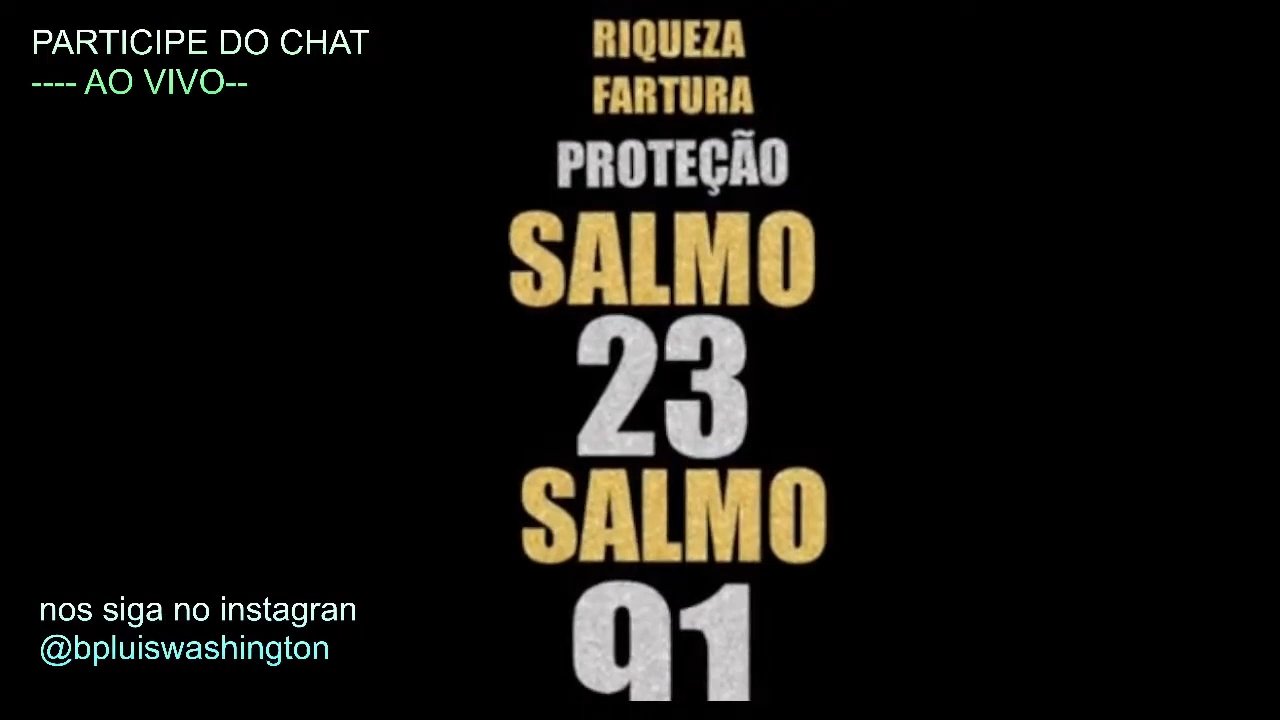 PARTICIPE DO CHAT
---- AO VIVO--
RIQUEZA
FARTURA
PROTEÇÃO
SALMO
23
SALMO
91
nos siga no instagran
@bpluiswashington